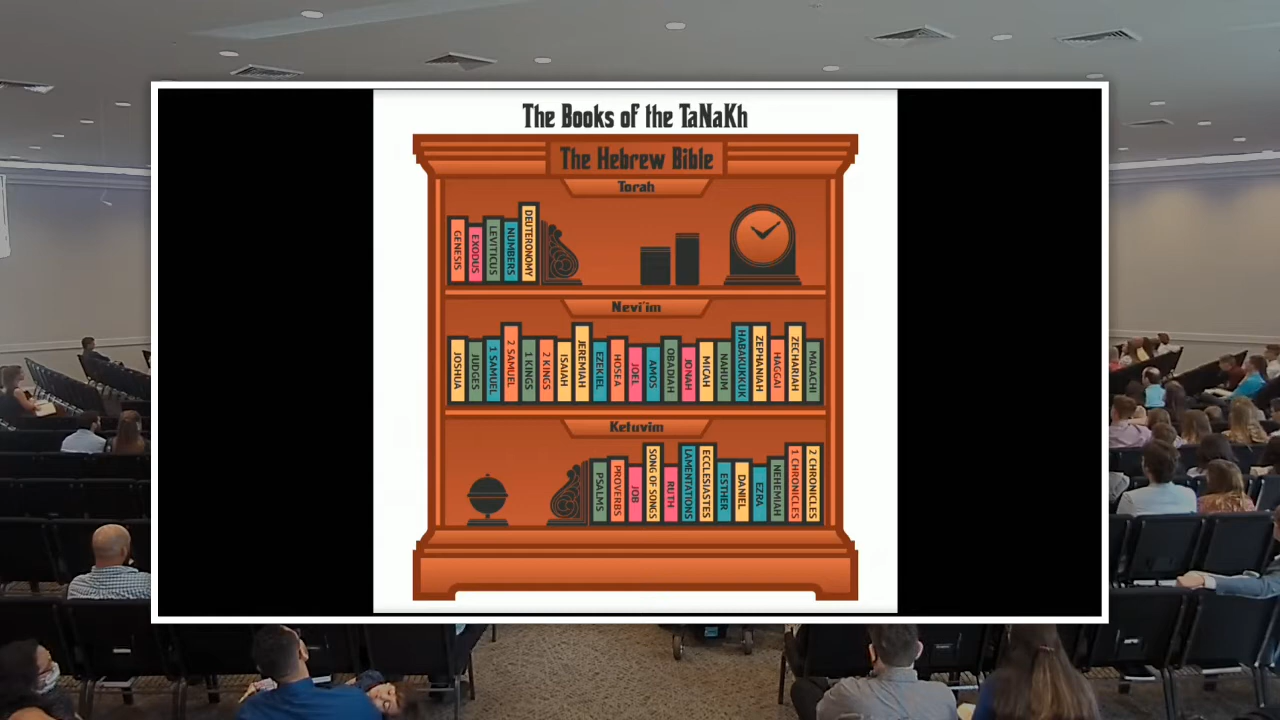 The Books of the TaNaKh
The Hebrew Bible
Torah
GENESIS
EXODUS
LEVITICUS
NUMBERS
DEUTERONOMY
Nevi'im
JOSHUA
JUDGES
1 SAMUEL
2 SAMUEL
1 KINGS
2 KINGS
ISAIAH
JEREMIAH
EZEKIEL
HOSEA
JOEL
AMOS
OBADIAH
JONAH
MICAH
NAHUM
HABAKUKKUK
ZEPHANIAH
HAGGAI
ZECHARIAH
MALACHI
Ketuvim
PSALMS
PROVERBS
JOB
SONG OF SONGS
RUTH
LAMENTATIONS
ECCLESIASTES
ESTHER
DANIEL
EZRA
NEHEMIAH
1 CHRONICLES
2 CHRONICLES